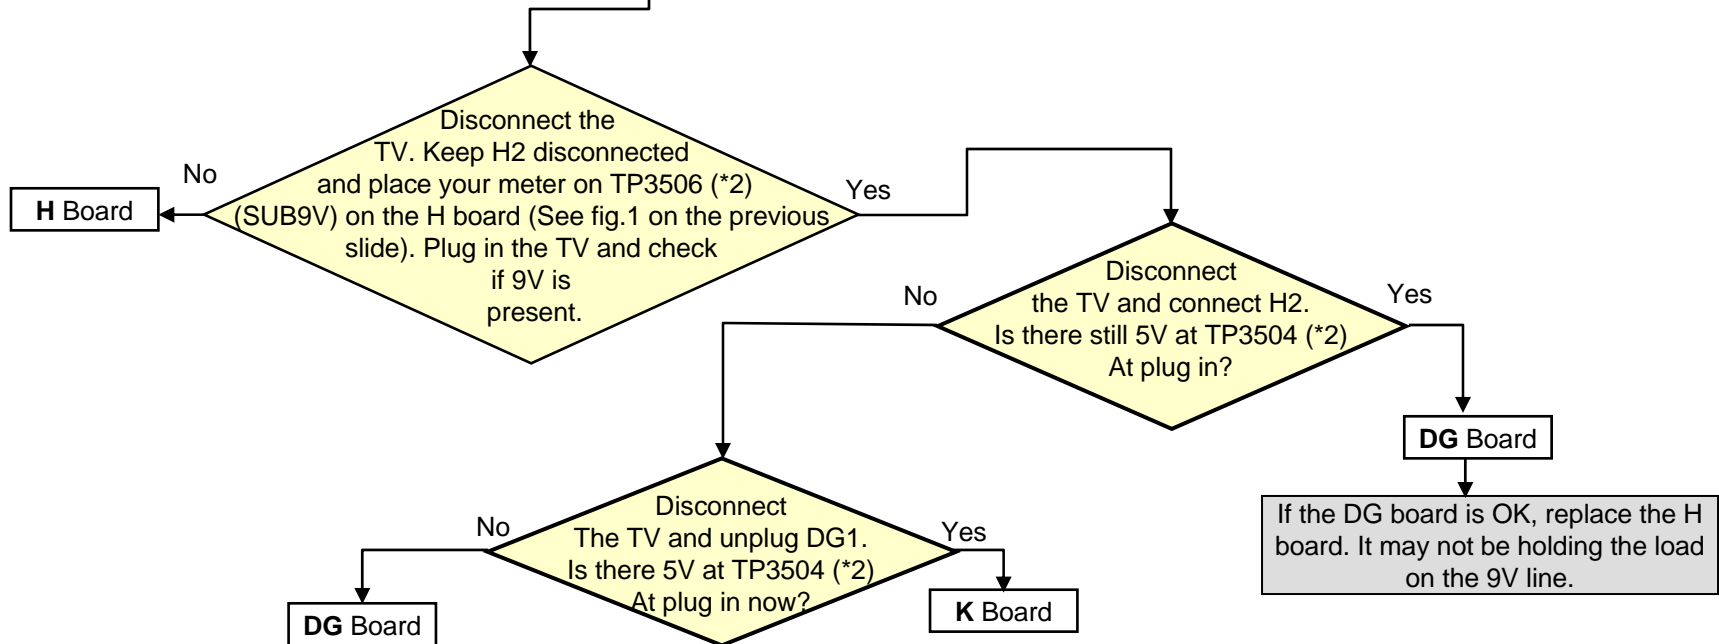 Disconnect the
TV. Keep H2 disconnected
and place your meter on TP3506 (*2)
(SUB9V) on the H board (See fig.1 on the previous
slide). Plug in the TV and check
if 9V is
present.
No
H Board
Yes
Disconnect
the TV and connect H2.
Is there still 5V at TP3504 (*2)
At plug in?
No
Yes
DG Board
If the DG board is OK, replace the H
board. It may not be holding the load
on the 9V line.
Disconnect
The TV and unplug DG1.
Is there 5V at TP3504 (*2)
At plug in now?
No
DG Board
Yes
K Board